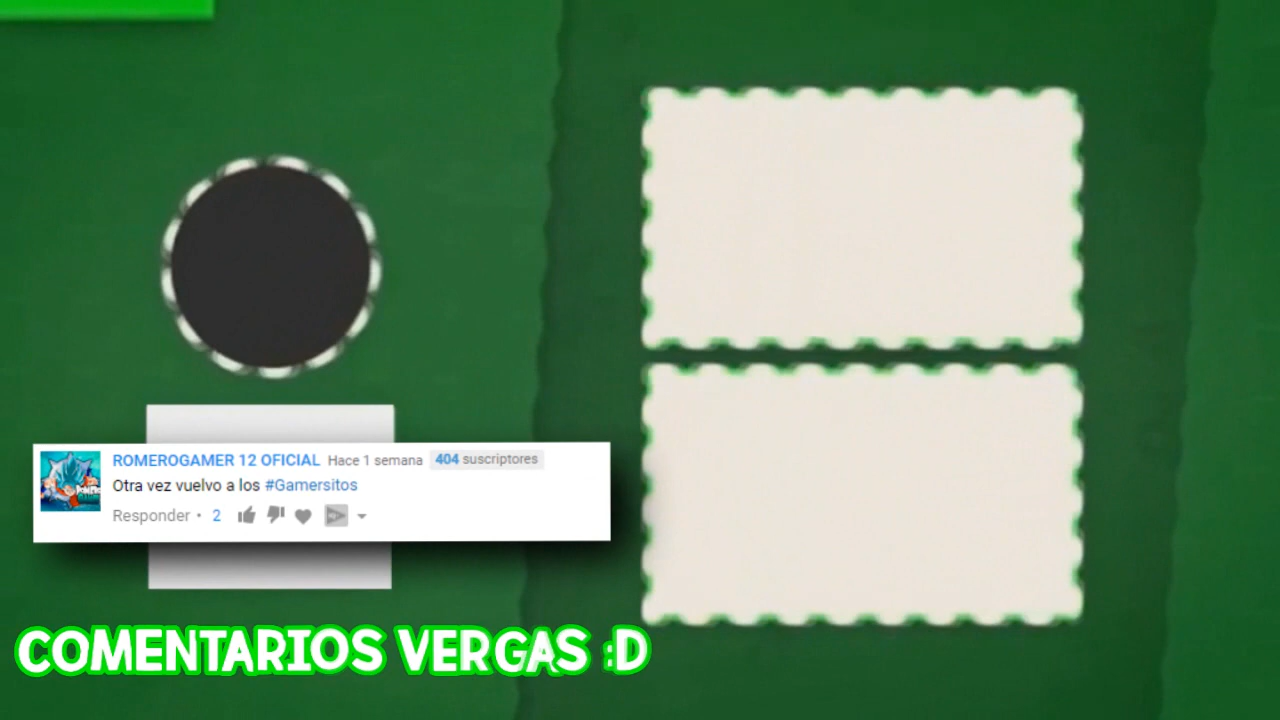 ROMEROGAMER 12 OFICIAL Hace 1 semana 404 suscriptores
Otra vez vuelvo a los #Gamersitos
Responder • 2
COMENTARIOS VERGAS :D